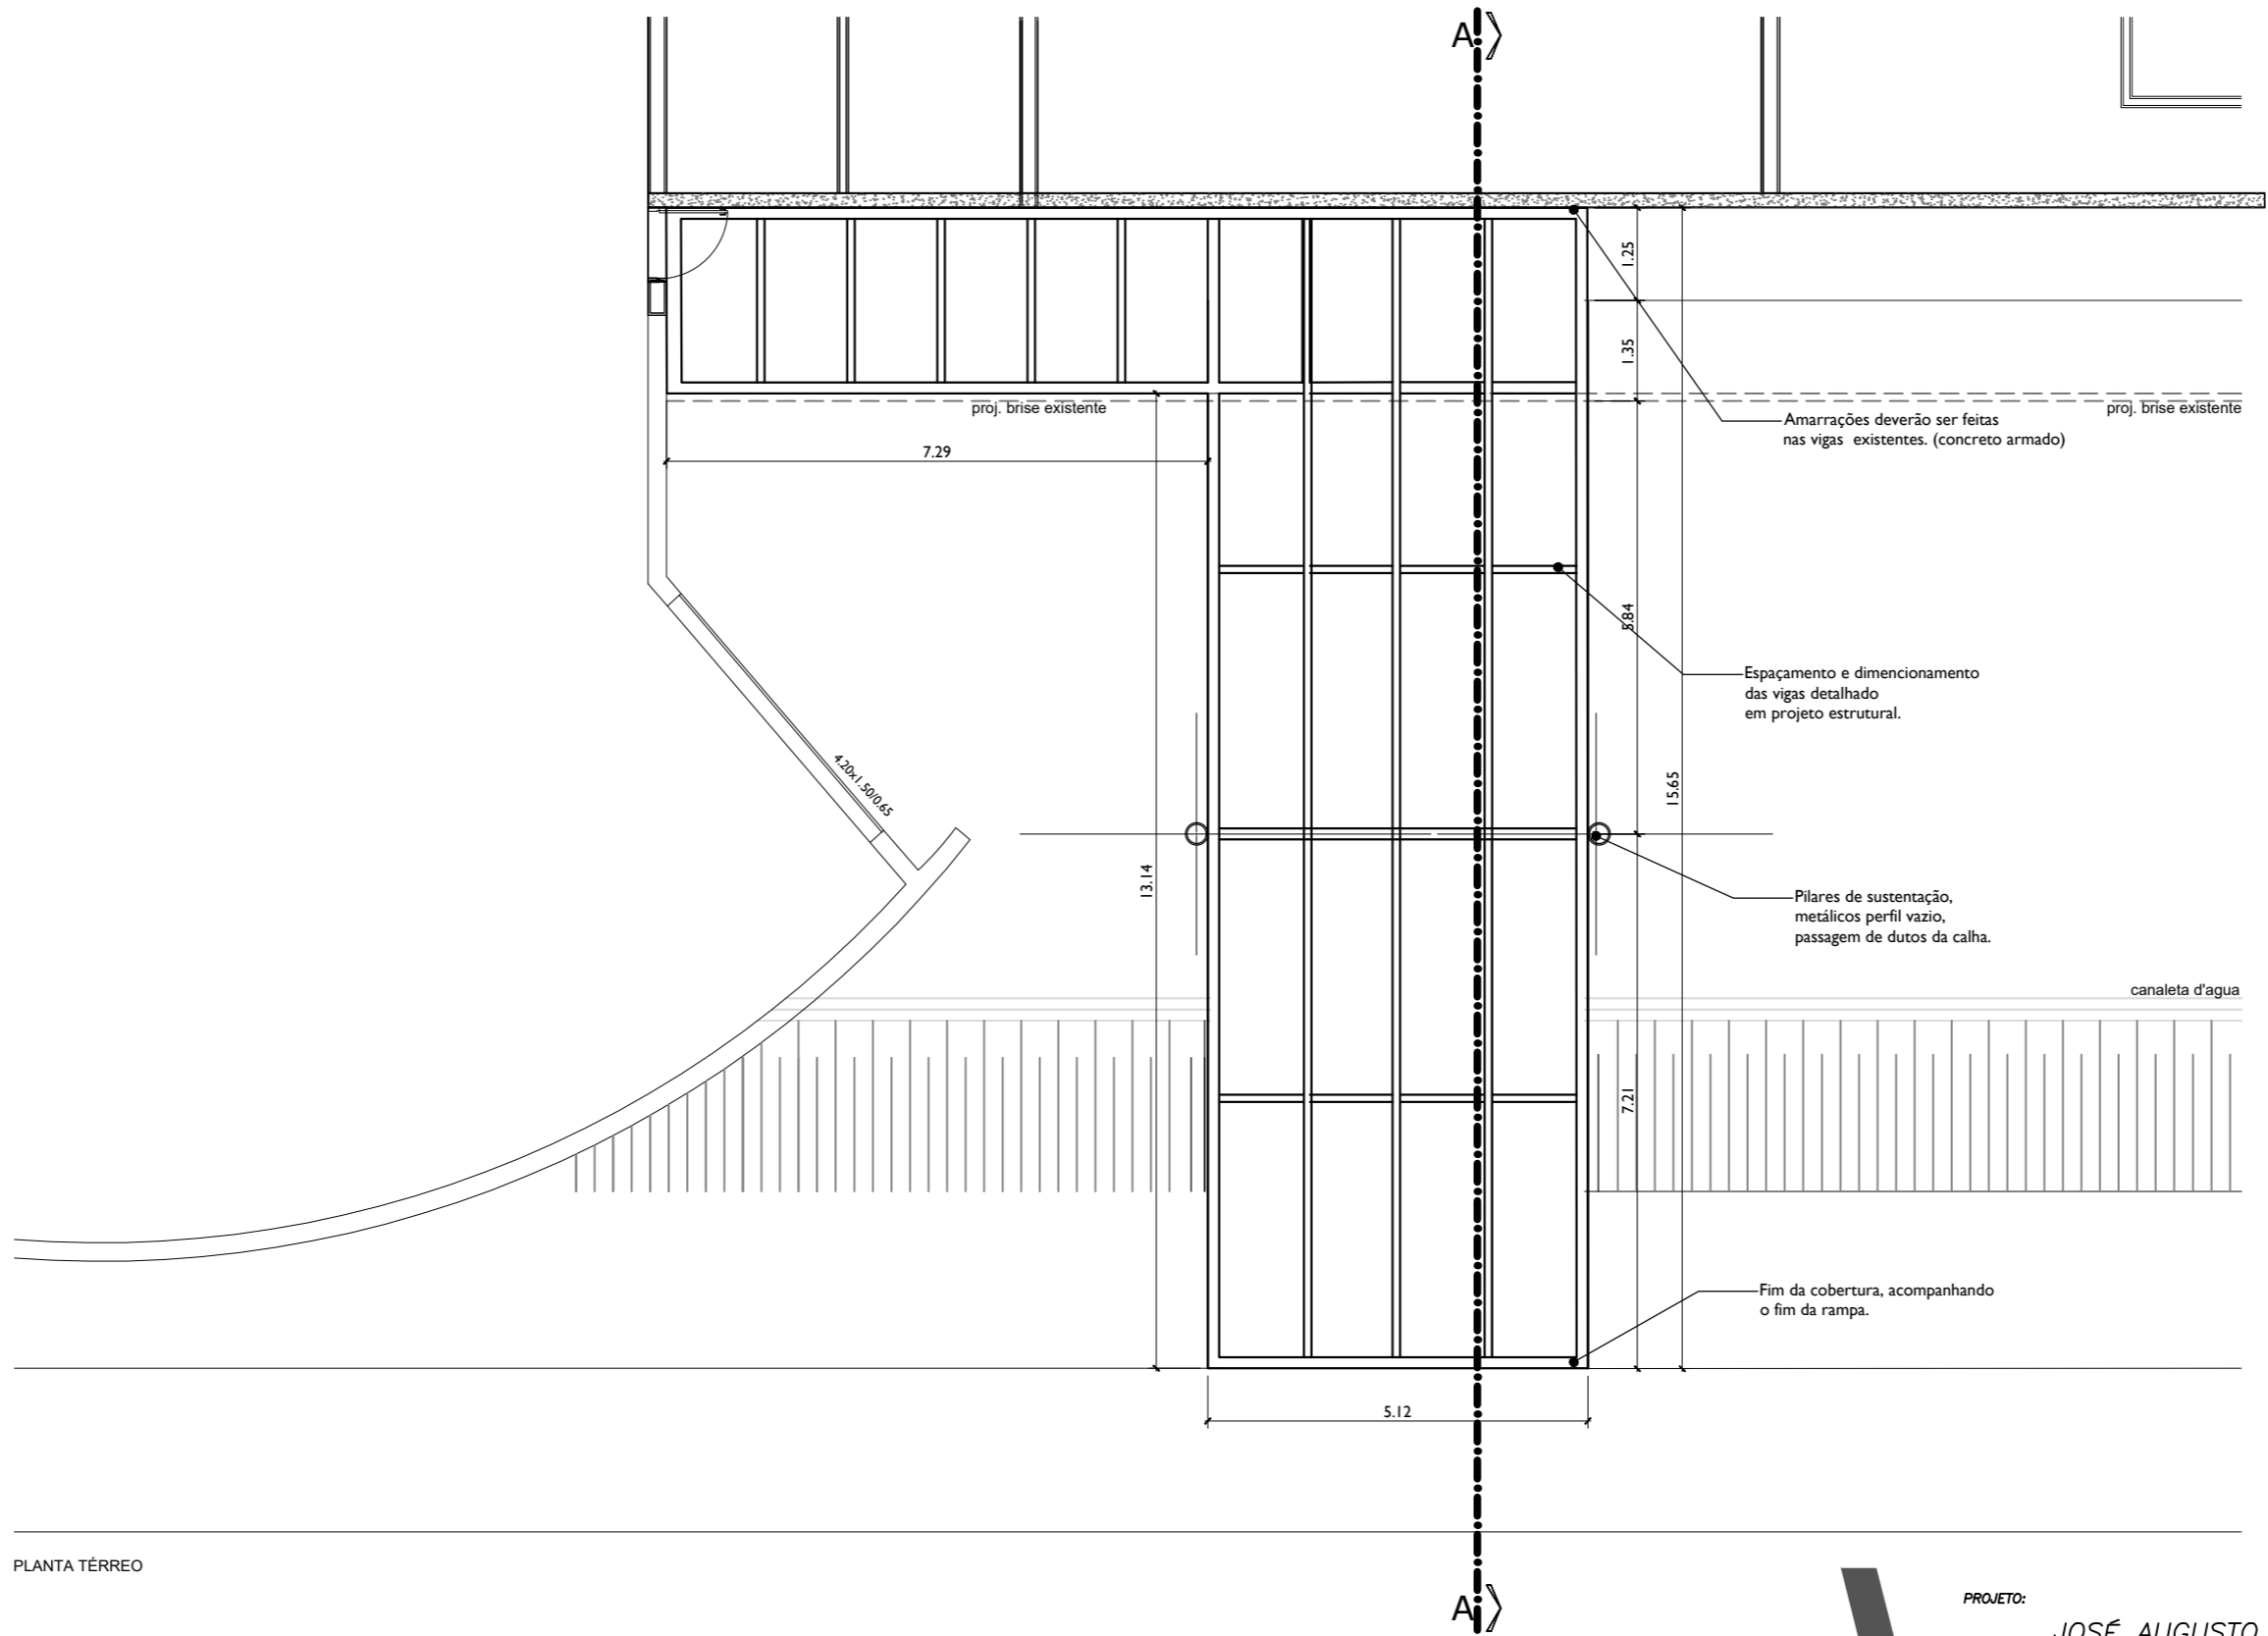 A
1.25
1.35
proj. brise existente
proj. brise existente
Amarrações deverão ser feitas
nas vigas existentes. (concreto armado)
7.29
5.84
Espaçamento e dimencionamento
das vigas detalhado
em projeto estrutural.
4.20x1.50/0.65
15.65
13.14
Pilares de sustentação,
metálicos perfil vazio,
passagem de dutos da calha.
canaleta d'agua
7.21
Fim da cobertura, acompanhando
o fim da rampa.
5.12
PLANTA TÉRREO
A
PROJETO:
JOSÉ AUGUSTO